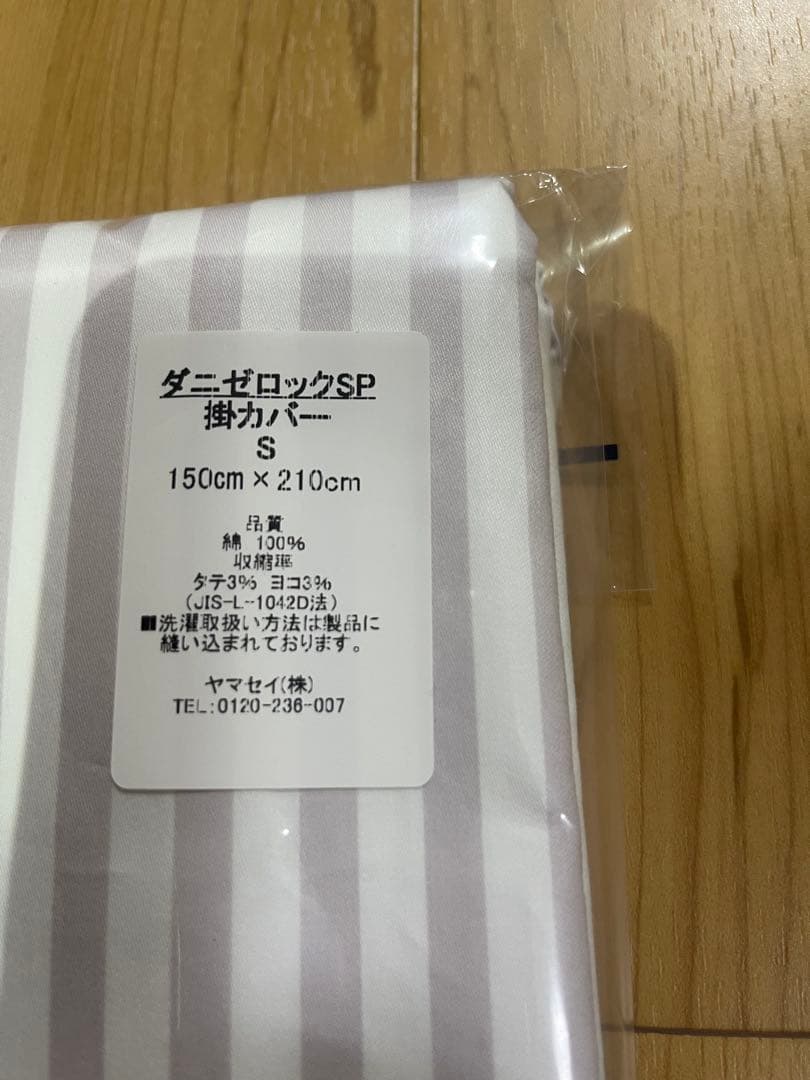 ダニゼロックSP
掛カバー
S
150cm×210cm
品質
綿 100%
収縮率
タテ3% ヨコ3%
(JIS-L-1042D法)
■洗濯取扱い方法は製品に
縫い込まれております。
ヤマセイ(株)
TEL:0120-236-007